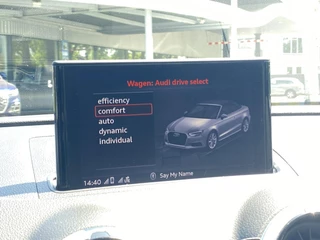 Wagen: Audi drive select
efficiency
comfort
auto
dynamic
individual
14:40
Say My Name